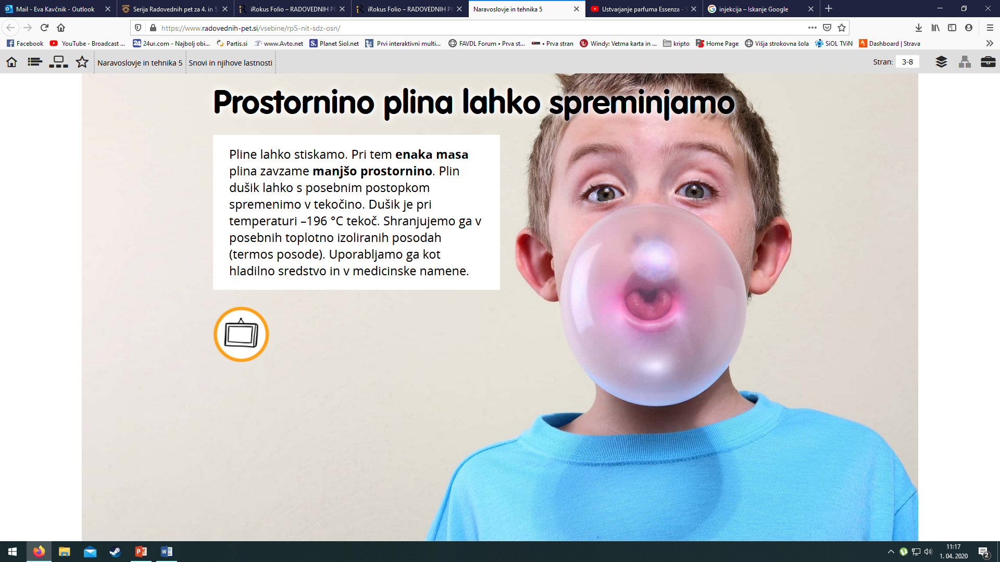 Mail - Eva Kavčnik - Outlook
Serija Radovednih pet za 4. in 5.
iRokus Folio – RADOVEDNIH PE
iRokus Folio – RADOVEDNIH PE
Naravoslovje in tehnika 5
Ustvarjanje parfuma Essenza - Y
injekcija – Iskanje Google
https://www.radovednih-pet.si/vsebine/rp5-nit-sdz-osn/
Facebook
YouTube - Broadcast ...
24ur.com - Najbolj obi...
Partis.si
www.Avto.net
Planet Siol.net
Prvi interaktivni multi...
FAVDL Forum • Prva st...
• Prva stran
Windy: Vetrna karta in ...
kripto
Home Page
Višja strokovna šola
SiOL TViN
Dashboard | Strava
Naravoslovje in tehnika 5
Snovi in njihove lastnosti
Stran: 3-8
Prostornino plina lahko spreminjamo
Pline lahko stiskamo. Pri tem enaka masa
plina zavzame manjšo prostornino. Plin
dušik lahko s posebnim postopkom
spremenimo v tekočino. Dušik je pri
temperaturi –196 °C tekoč. Shranjujemo ga v
posebnih toplotno izoliranih posodah
(termos posode). Uporabljamo ga kot
hladilno sredstvo in v medicinske namene.
11:17
1. 04. 2020
2